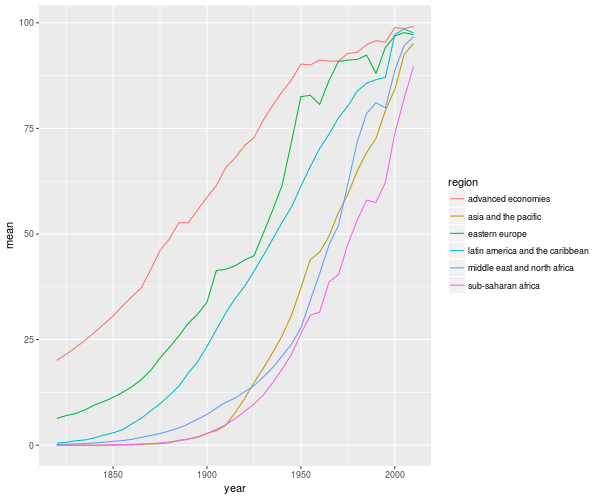 100
75
50
25
0
mean
1850
1900
1950
2000
year
region
advanced economies
asia and the pacific
eastern europe
latin america and the caribbean
middle east and north africa
sub-saharan africa